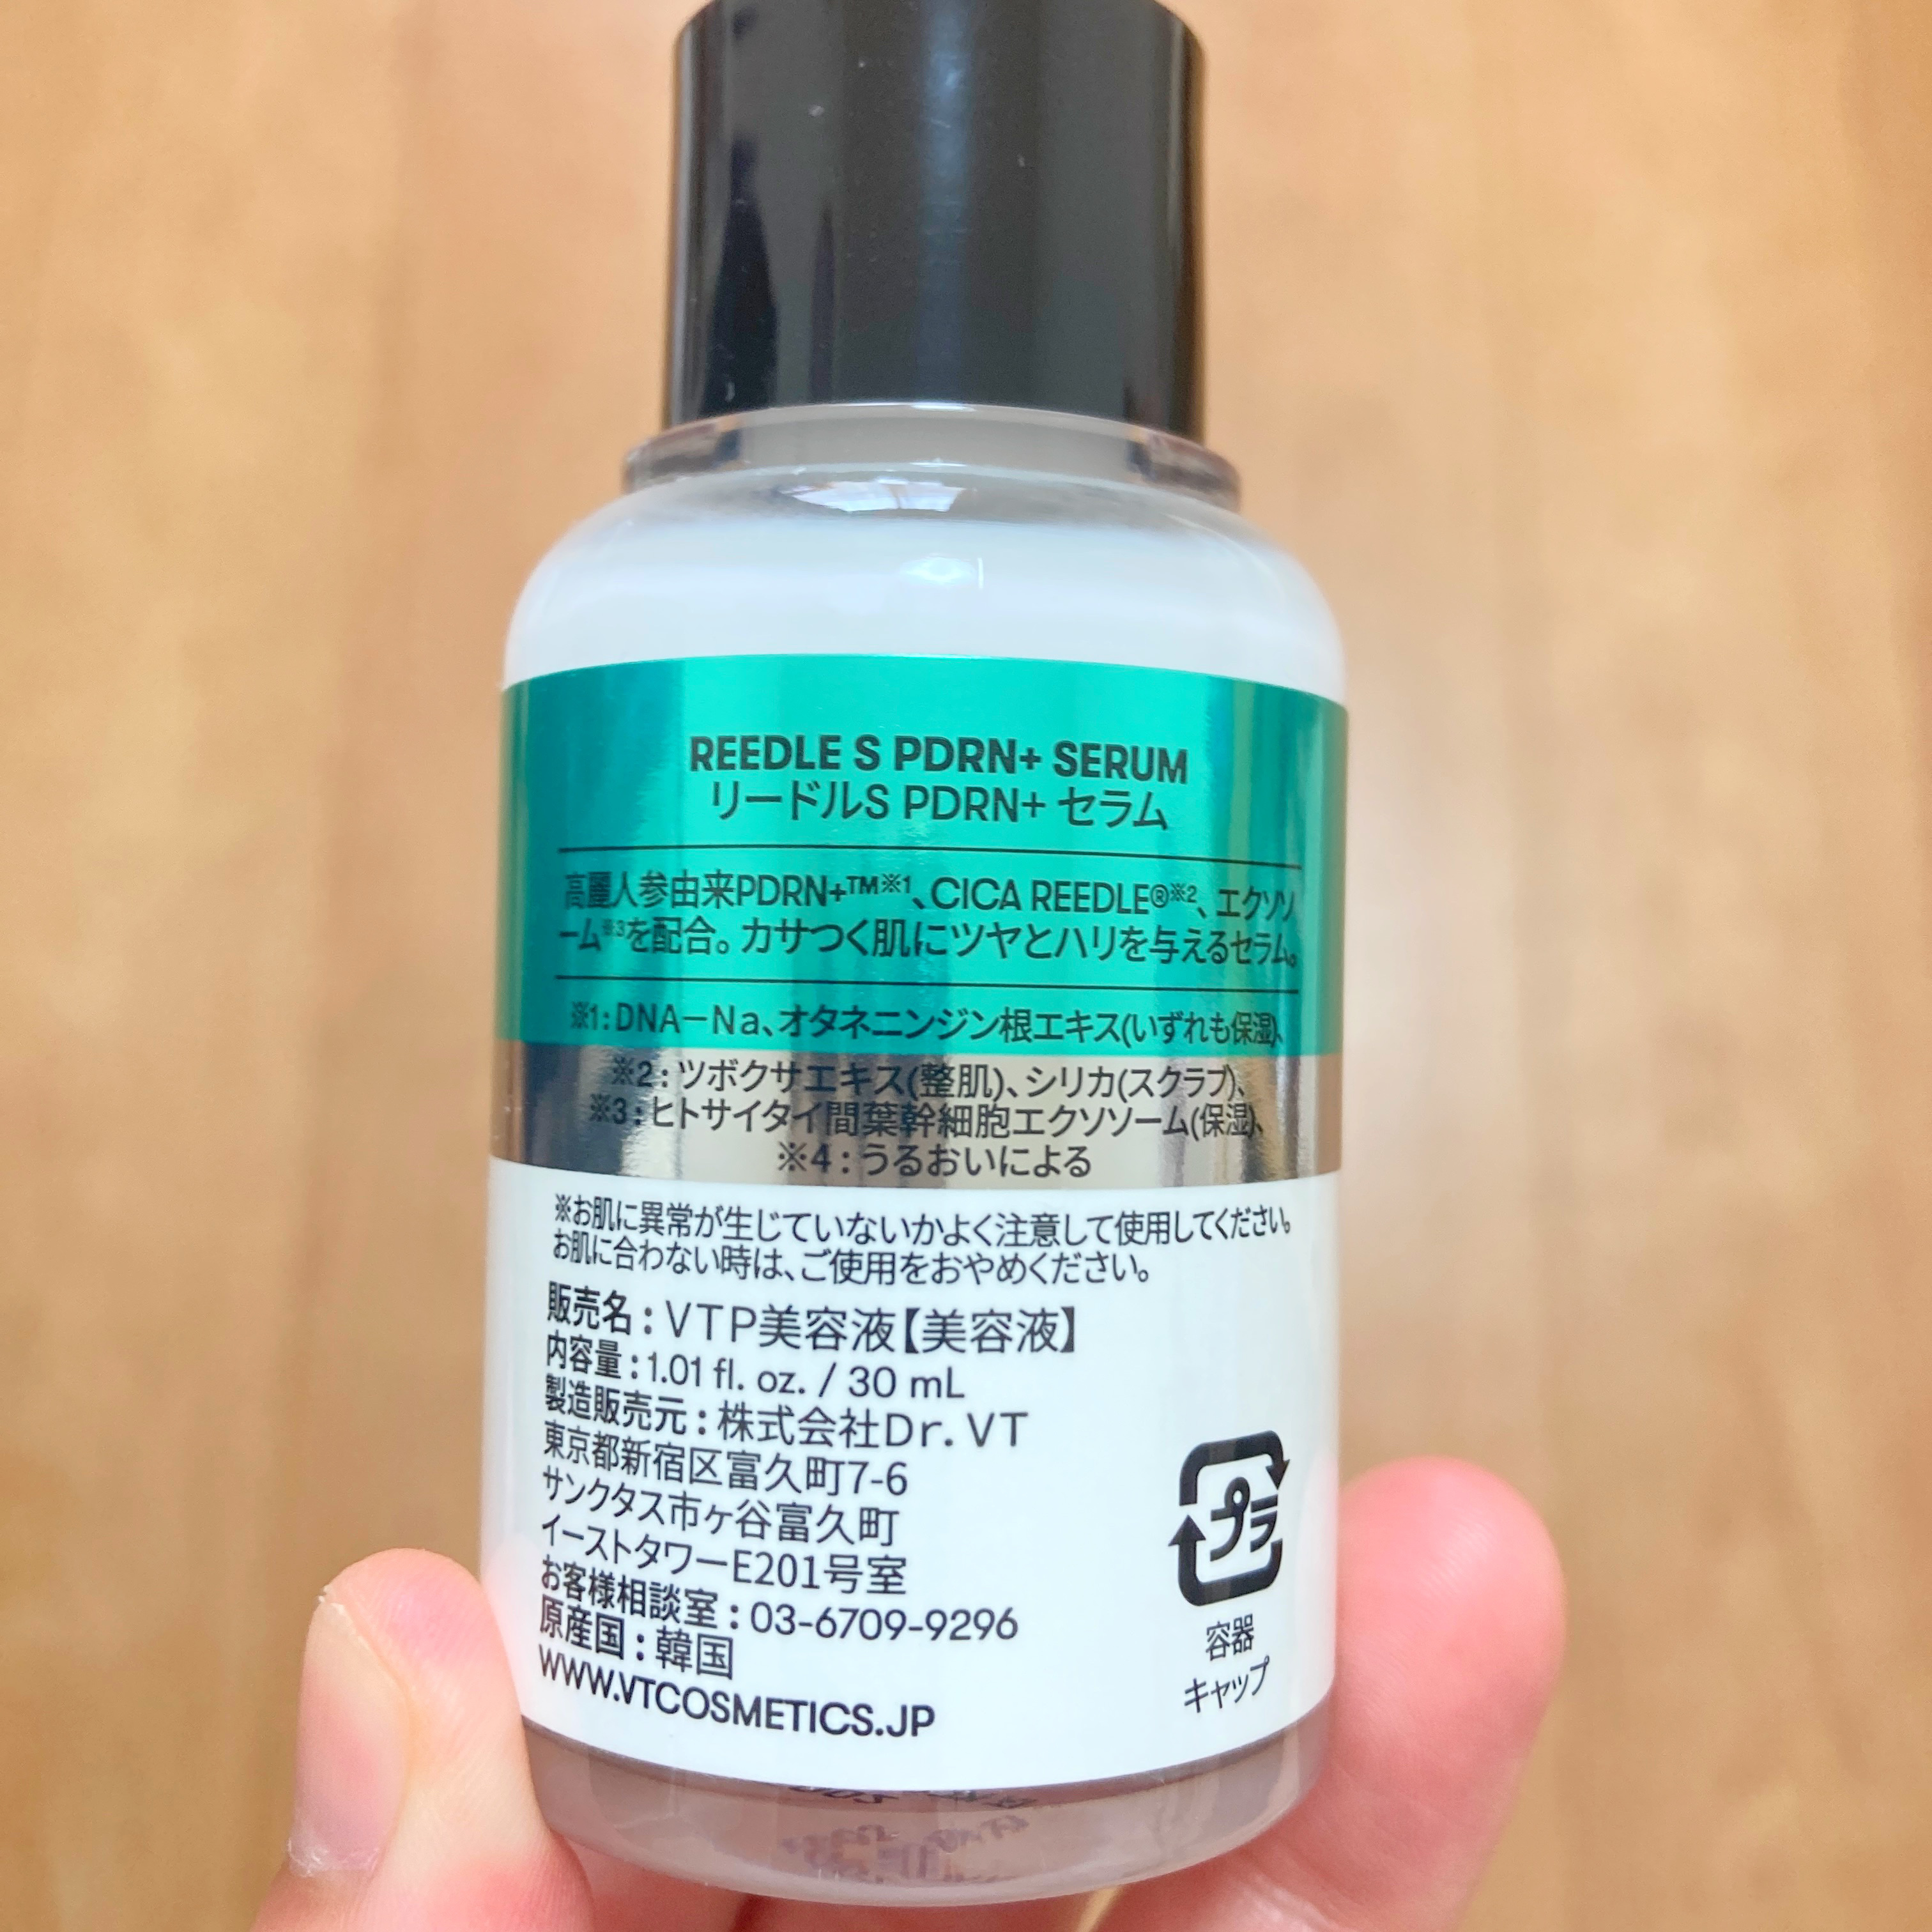 REEDLE S PDRN+ SERUM
リードルS PDRN+ セラム
高麗人参由来PDRN+™※1、CICA REEDLE®※2、エクソソ
ーム※3を配合。カサつく肌にツヤとハリを与えるセラム。
※1:DNA－Na、オタネニンジン根エキス(いずれも保湿)、
※2:ツボクサエキス(整肌)、シリカ(スクラブ)、
※3:ヒトサイタイ間葉幹細胞エクソソーム(保湿)、
※4:うるおいによる
※お肌に異常が生じていないかよく注意して使用してください。
お肌に合わない時は、ご使用をおやめください。
販売名:VTP美容液【美容液】
内容量:1.01 fl. oz. / 30 mL
製造販売元:株式会社Dr.VT
東京都新宿区富久町7-6
サンクタス市ヶ谷富久町
イーストタワーE201号室
お客様相談室:03-6709-9296
原産国:韓国
WWW.VTCOSMETICS.JP
プラ
容器
キャップ